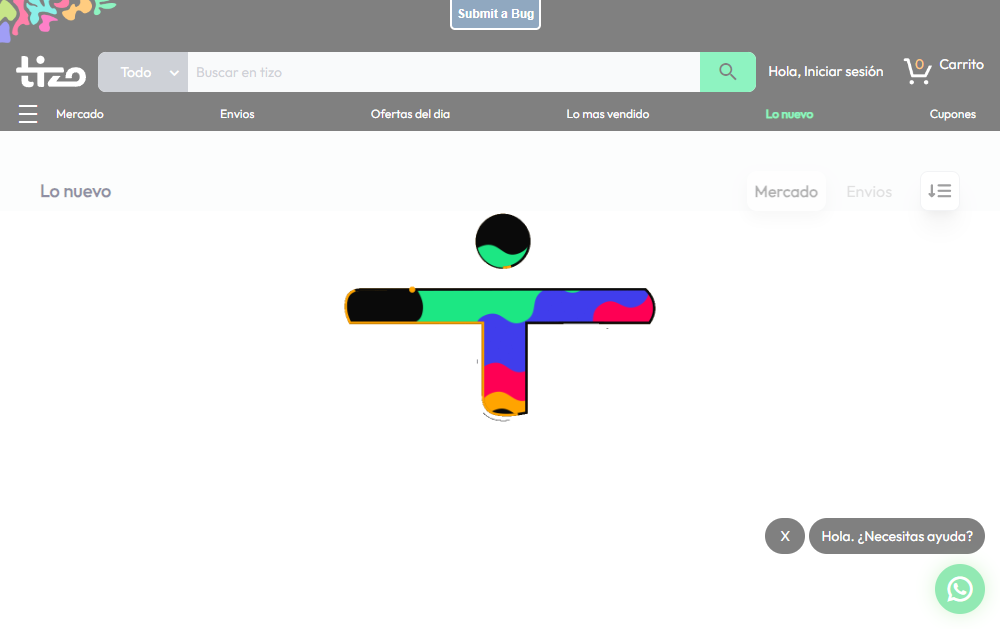 Submit a Bug
tizo
Todo
Buscar en tizo
Hola, Iniciar sesión
0
Carrito
Mercado
Envios
Ofertas del dia
Lo mas vendido
Lo nuevo
Cupones
Lo nuevo
Mercado
Envios
X
Hola. ¿Necesitas ayuda?